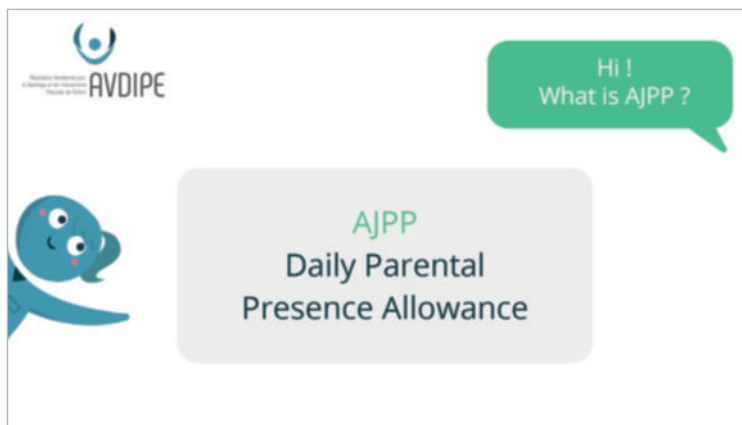 AVDIPE
Hi !
What is AJPP ?
AJPP
Daily Parental
Presence Allowance